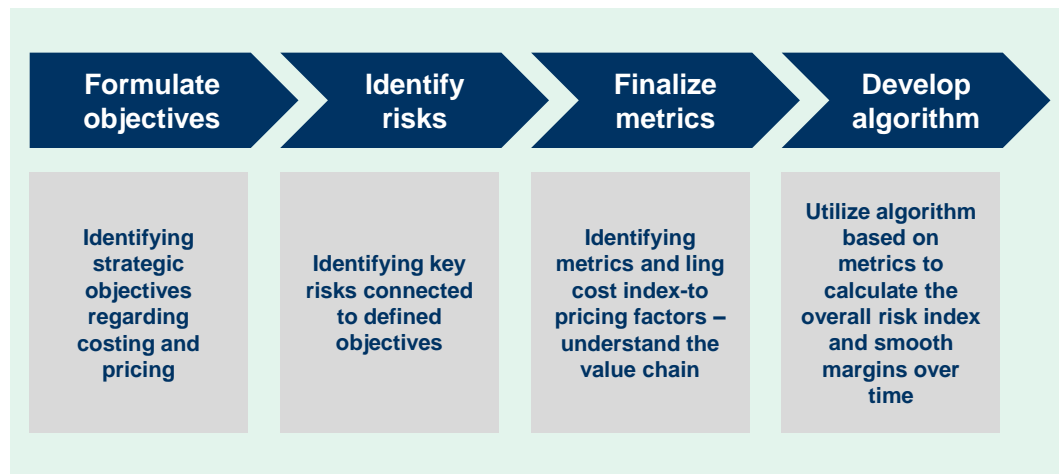 Formulate
objectives
Identify
risks
Finalize
metrics
Develop
algorithm
Identifying
strategic
objectives
regarding
costing and
pricing
Identifying key
risks connected
to defined
objectives
Identifying
metrics and ling
cost index-to
pricing factors –
understand the
value chain
Utilize algorithm
based on
metrics to
calculate the
overall risk index
and smooth
margins over
time